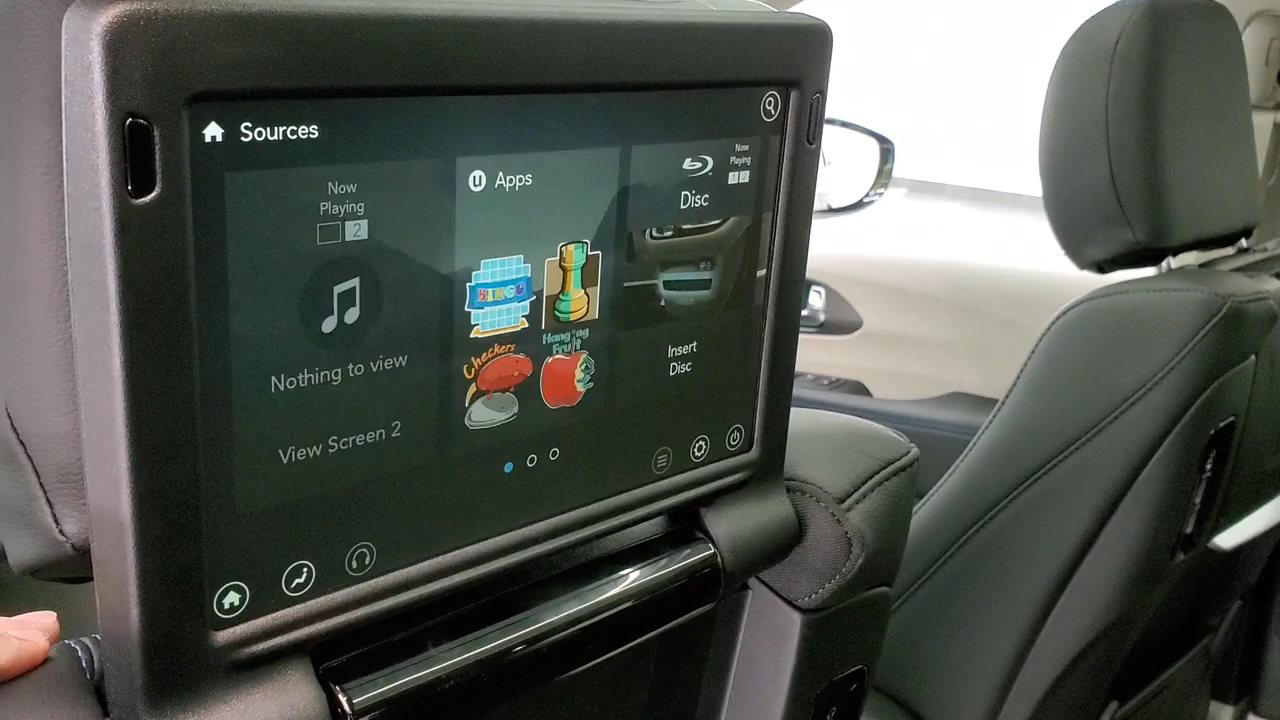 Sources
Now
Playing
2
Nothing to view
View Screen 2
u Apps
BINGO
Checkers
Hanging
Fruit
Disc
Now
Playing
1 2
Insert
Disc